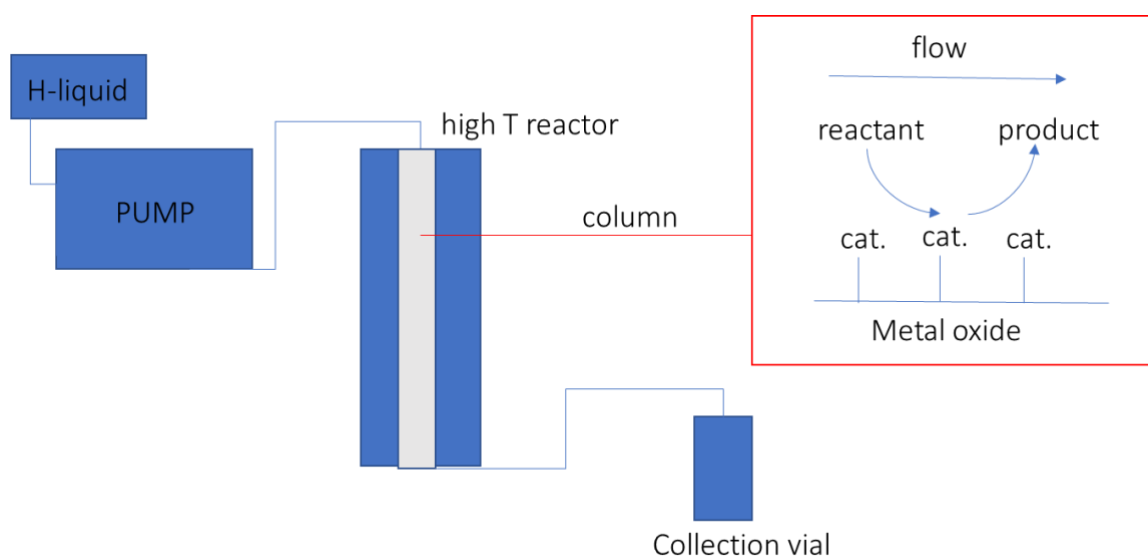 H-liquid
PUMP
high T reactor
column
flow
reactant product
cat. cat. cat.
Metal oxide
Collection vial